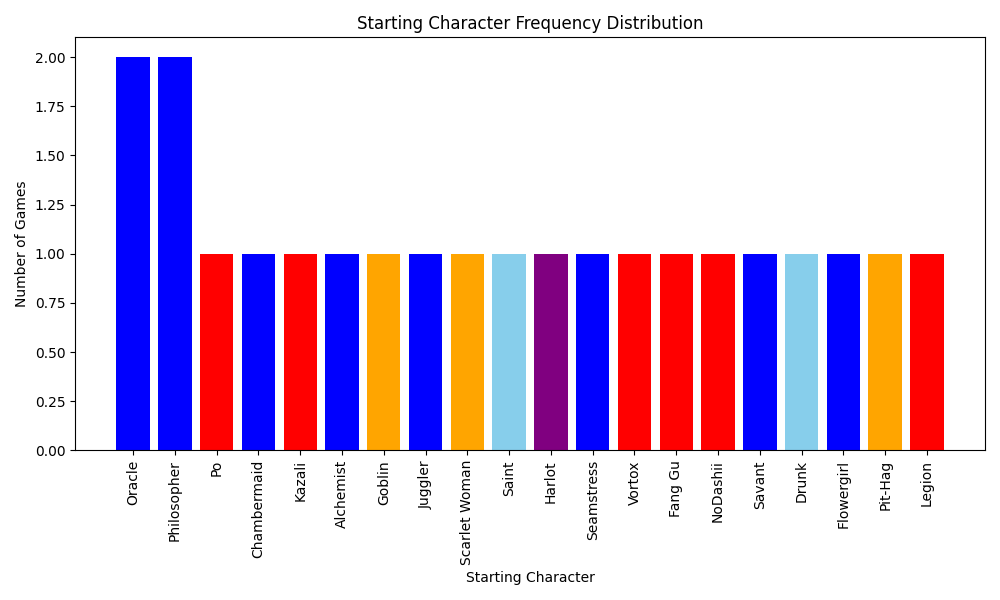 Starting Character Frequency Distribution
Number of Games
2.00
1.75
1.50
1.25
1.00
0.75
0.50
0.25
0.00
Oracle
Philosopher
Po
Chambermaid
Kazali
Alchemist
Goblin
Juggler
Scarlet Woman
Saint
Harlot
Seamstress
Vortox
Fang Gu
NoDashii
Savant
Drunk
Flowergirl
Pit-Hag
Legion
Starting Character